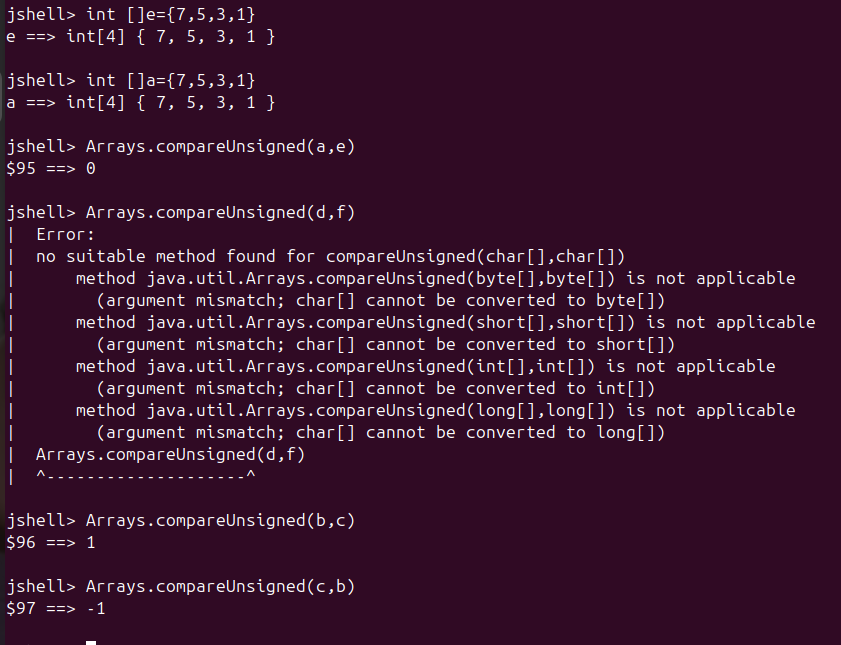 jshell> int []e={7,5,3,1}
e ==> int[4] { 7, 5, 3, 1 }
jshell> int []a={7,5,3,1}
a ==> int[4] { 7, 5, 3, 1 }
jshell> Arrays.compareUnsigned(a,e)
$95 ==> 0
jshell> Arrays.compareUnsigned(d,f)
|  Error:
|  no suitable method found for compareUnsigned(char[],char[])
|      method java.util.Arrays.compareUnsigned(byte[],byte[]) is not applicable
|        (argument mismatch; char[] cannot be converted to byte[])
|      method java.util.Arrays.compareUnsigned(short[],short[]) is not applicable
|        (argument mismatch; char[] cannot be converted to short[])
|      method java.util.Arrays.compareUnsigned(int[],int[]) is not applicable
|        (argument mismatch; char[] cannot be converted to int[])
|      method java.util.Arrays.compareUnsigned(long[],long[]) is not applicable
|        (argument mismatch; char[] cannot be converted to long[])
|  Arrays.compareUnsigned(d,f)
|  ^--------------------^
jshell> Arrays.compareUnsigned(b,c)
$96 ==> 1
jshell> Arrays.compareUnsigned(c,b)
$97 ==> -1